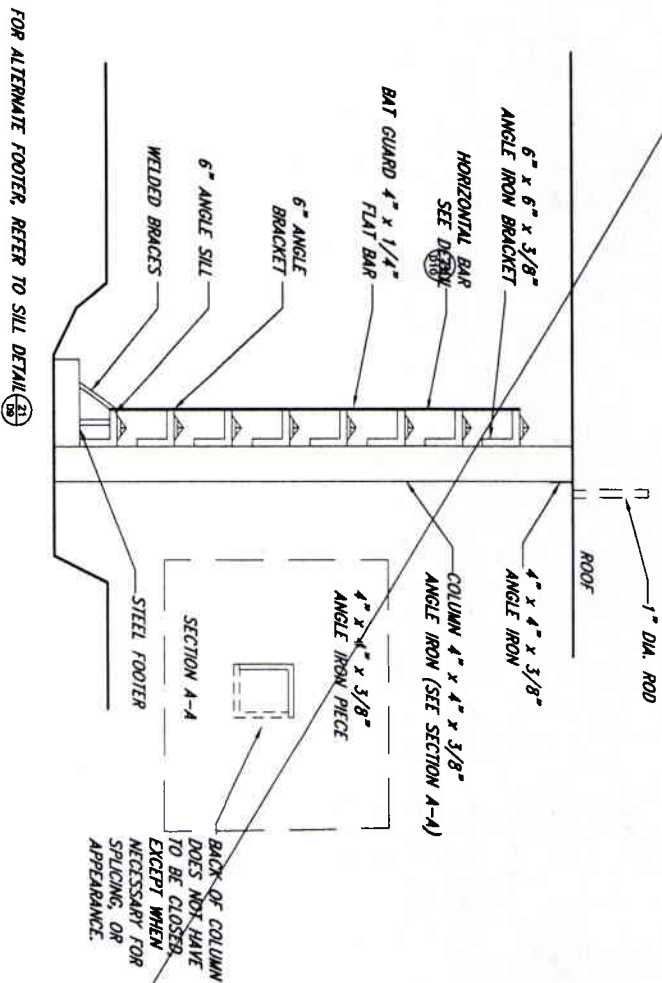 1" DIA. ROD
ROOF
4" x 4" x 3/8"
ANGLE IRON
COLUMN 4" x 4" x 3/8"
ANGLE IRON (SEE SECTION A-A)
4" x 4" x 3/8"
ANGLE IRON PIECE
SECTION A-A
BACK OF COLUMN
DOES NOT HAVE
TO BE CLOSED
EXCEPT WHEN
NECESSARY FOR
SPLICING, OR
APPEARANCE.
STEEL FOOTER
6" x 6" x 3/8"
ANGLE IRON BRACKET
HORIZONTAL BAR
SEE DETAIL
D10
BAT GUARD 4" x 1/4"
FLAT BAR
6" ANGLE
BRACKET
6" ANGLE SILL
WELDED BRACES
FOR ALTERNATE FOOTER, REFER TO SILL DETAIL
21
D9